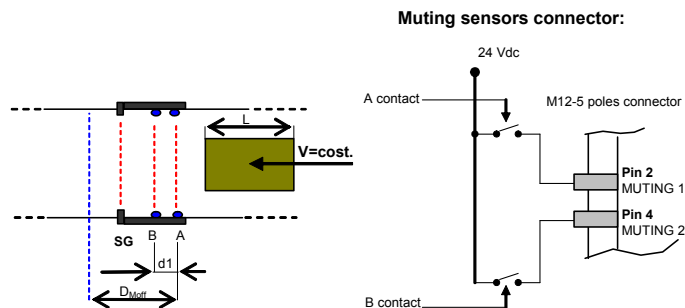 Muting sensors connector:
24 Vdc
A contact
M12-5 poles connector
L
V=cost.
Pin 2
MUTING 1
Pin 4
MUTING 2
SG
B
A
d1
DMoff
B contact